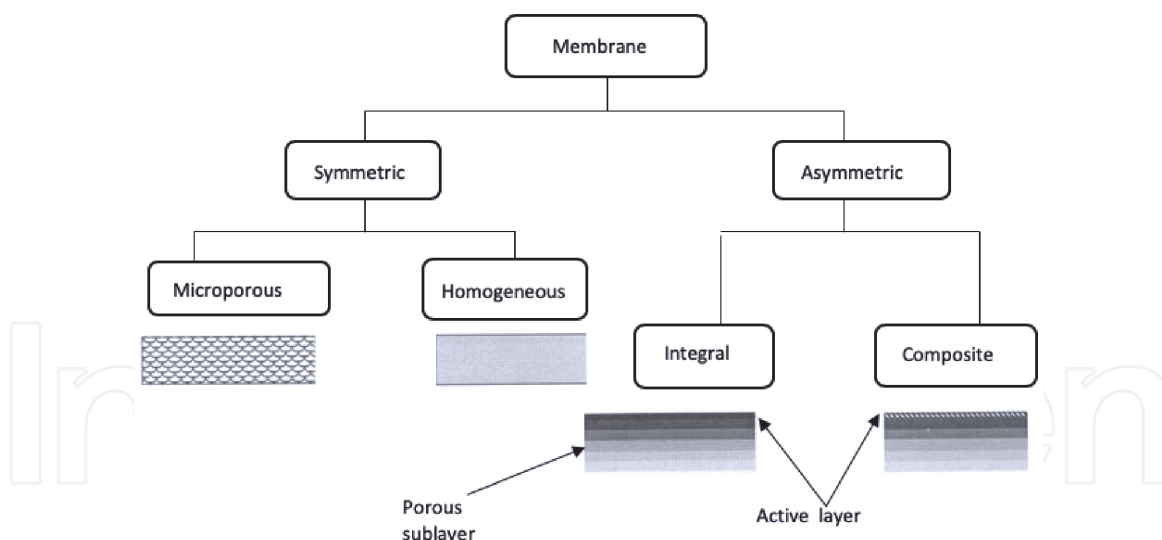 Membrane
Symmetric
Asymmetric
Microporous
Homogeneous
Integral
Composite
Porous
sublayer
Active layer